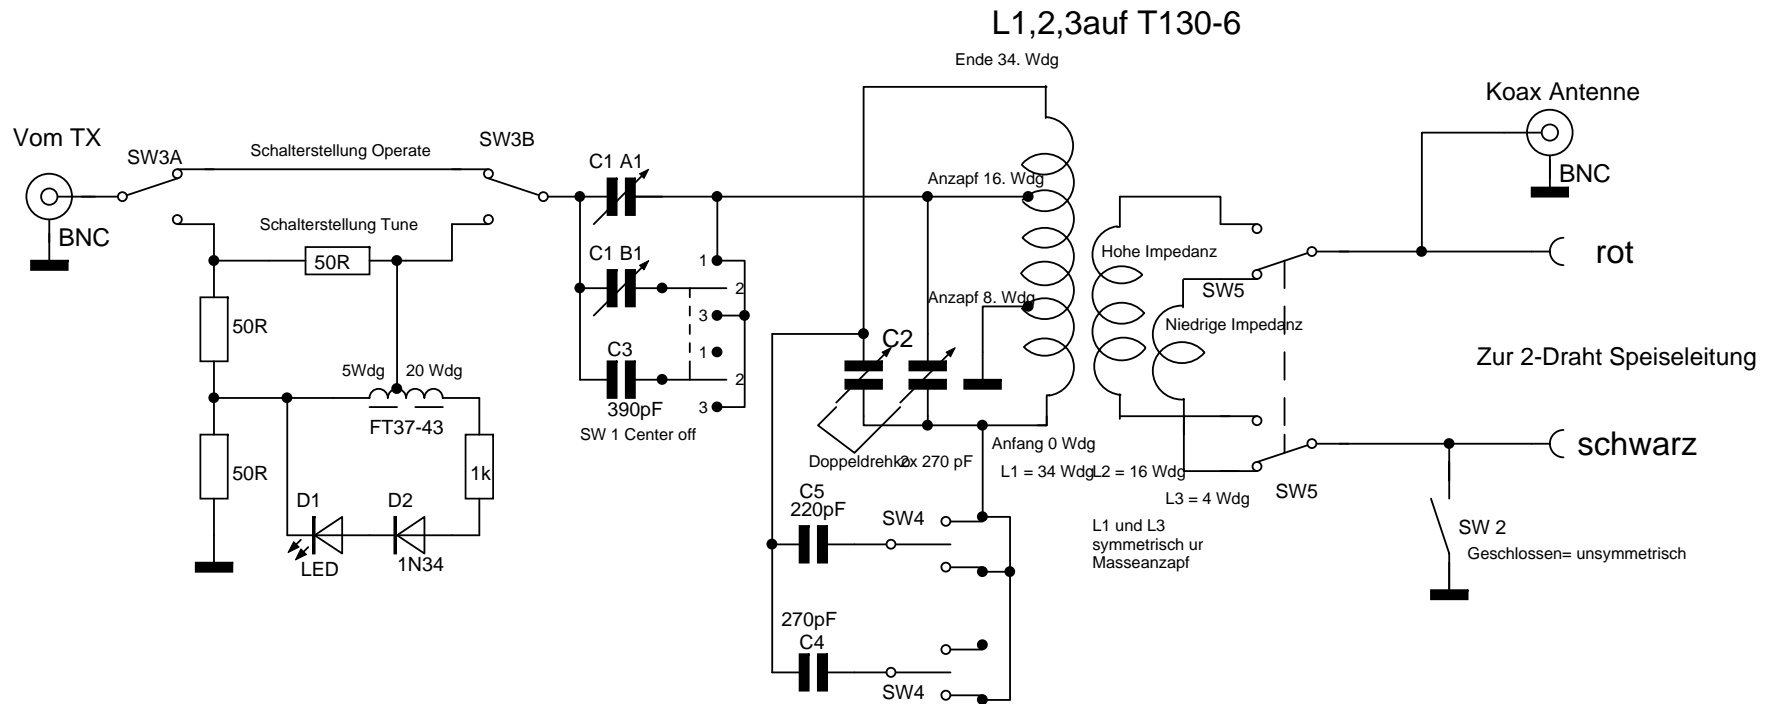 L1,2,3auf T130-6
Ende 34. Wdg
Koax Antenne
Vom TX
SW3A
Schalterstellung Operate
SW3B
C1 A1
Anzapf 16. Wdg
BNC
BNC
Schalterstellung Tune
50R
C1 B1
1
2
3
Hohe Impedanz
rot
SW5
Anzapf 8. Wdg
Niedrige Impedanz
50R
C2
C3
1
2
3
390pF
SW 1 Center off
5Wdg
20 Wdg
FT37-43
Zur 2-Draht Speiseleitung
Anfang 0 Wdg
Doppeldrehko
2x 270 pF
L1 = 34 Wdg
L2 = 16 Wdg
L3 = 4 Wdg
SW5
schwarz
50R
1k
D1
D2
LED
1N34
C5
220pF
SW4
L1 und L3
symmetrisch ur
Masseanzapf
SW 2
Geschlossen= unsymmetrisch
270pF
C4
SW4